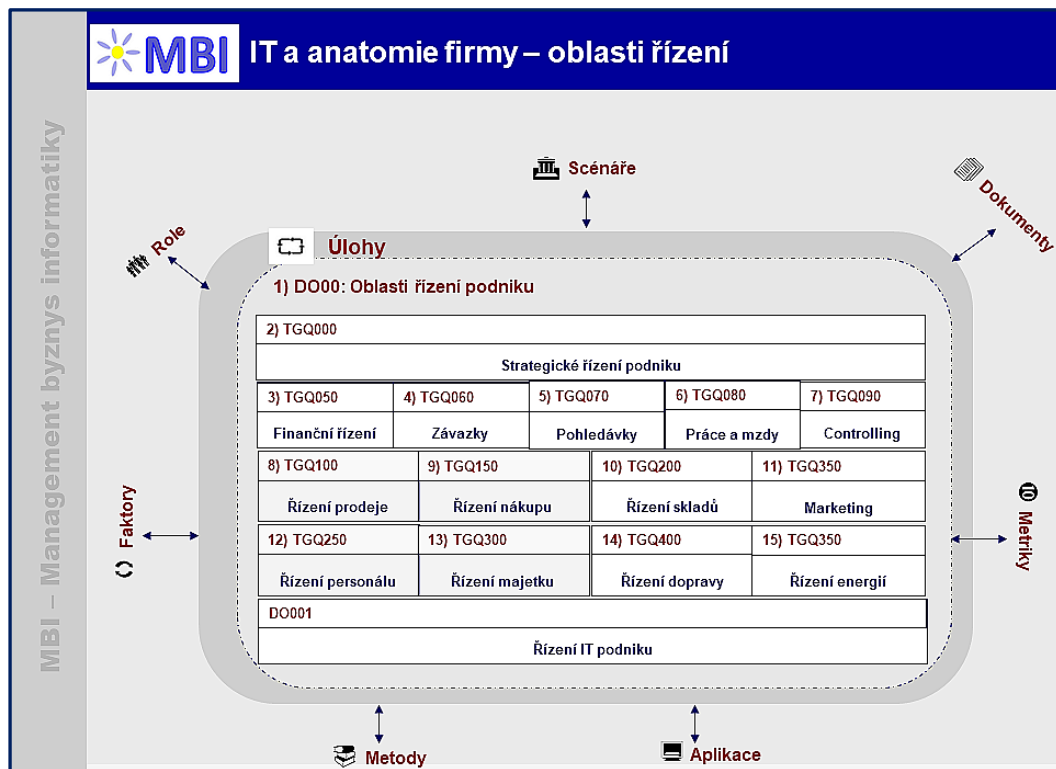 MBI
IT a anatomie firmy – oblasti řízení
MBI – Management byznys informatiky
Scénáře
Dokumenty
Role
Úlohy
1) DO00: Oblasti řízení podniku
2) TGQ000
Strategické řízení podniku
3) TGQ050
4) TGQ060
5) TGQ070
6) TGQ080
7) TGQ090
Finanční řízení
Závazky
Pohledávky
Práce a mzdy
Controlling
8) TGQ100
9) TGQ150
10) TGQ200
11) TGQ350
Řízení prodeje
Řízení nákupu
Řízení skladů
Marketing
12) TGQ250
13) TGQ300
14) TGQ400
15) TGQ350
Řízení personálu
Řízení majetku
Řízení dopravy
Řízení energií
DO001
Řízení IT podniku
Faktory
Metriky
Metody
Aplikace